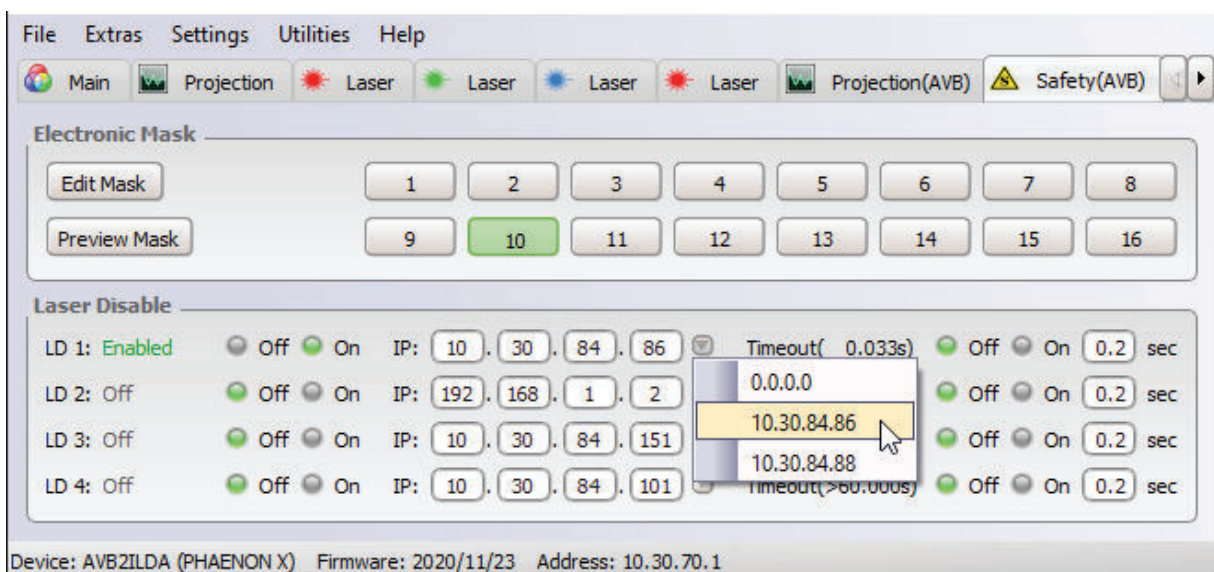 File Extras Settings Utilities Help
Main Projection Laser Laser Laser Laser Projection(AVB) Safety(AVB)
Electronic Mask
Edit Mask 1 2 3 4 5 6 7 8
Preview Mask 9 10 11 12 13 14 15 16
Laser Disable
LD 1: Enabled Off On IP: 10 . 30 . 84 . 86 Timeout( 0.033s) Off On 0.2 sec
LD 2: Off Off On IP: 192 . 168 . 1 . 2 0.0.0.0 Off On 0.2 sec
10.30.84.86
LD 3: Off Off On IP: 10 . 30 . 84 . 151 Off On 0.2 sec
10.30.84.88
LD 4: Off Off On IP: 10 . 30 . 84 . 101 Timeout(>60.000s) Off On 0.2 sec
Device: AVB2ILDA (PHAENON X) Firmware: 2020/11/23 Address: 10.30.70.1